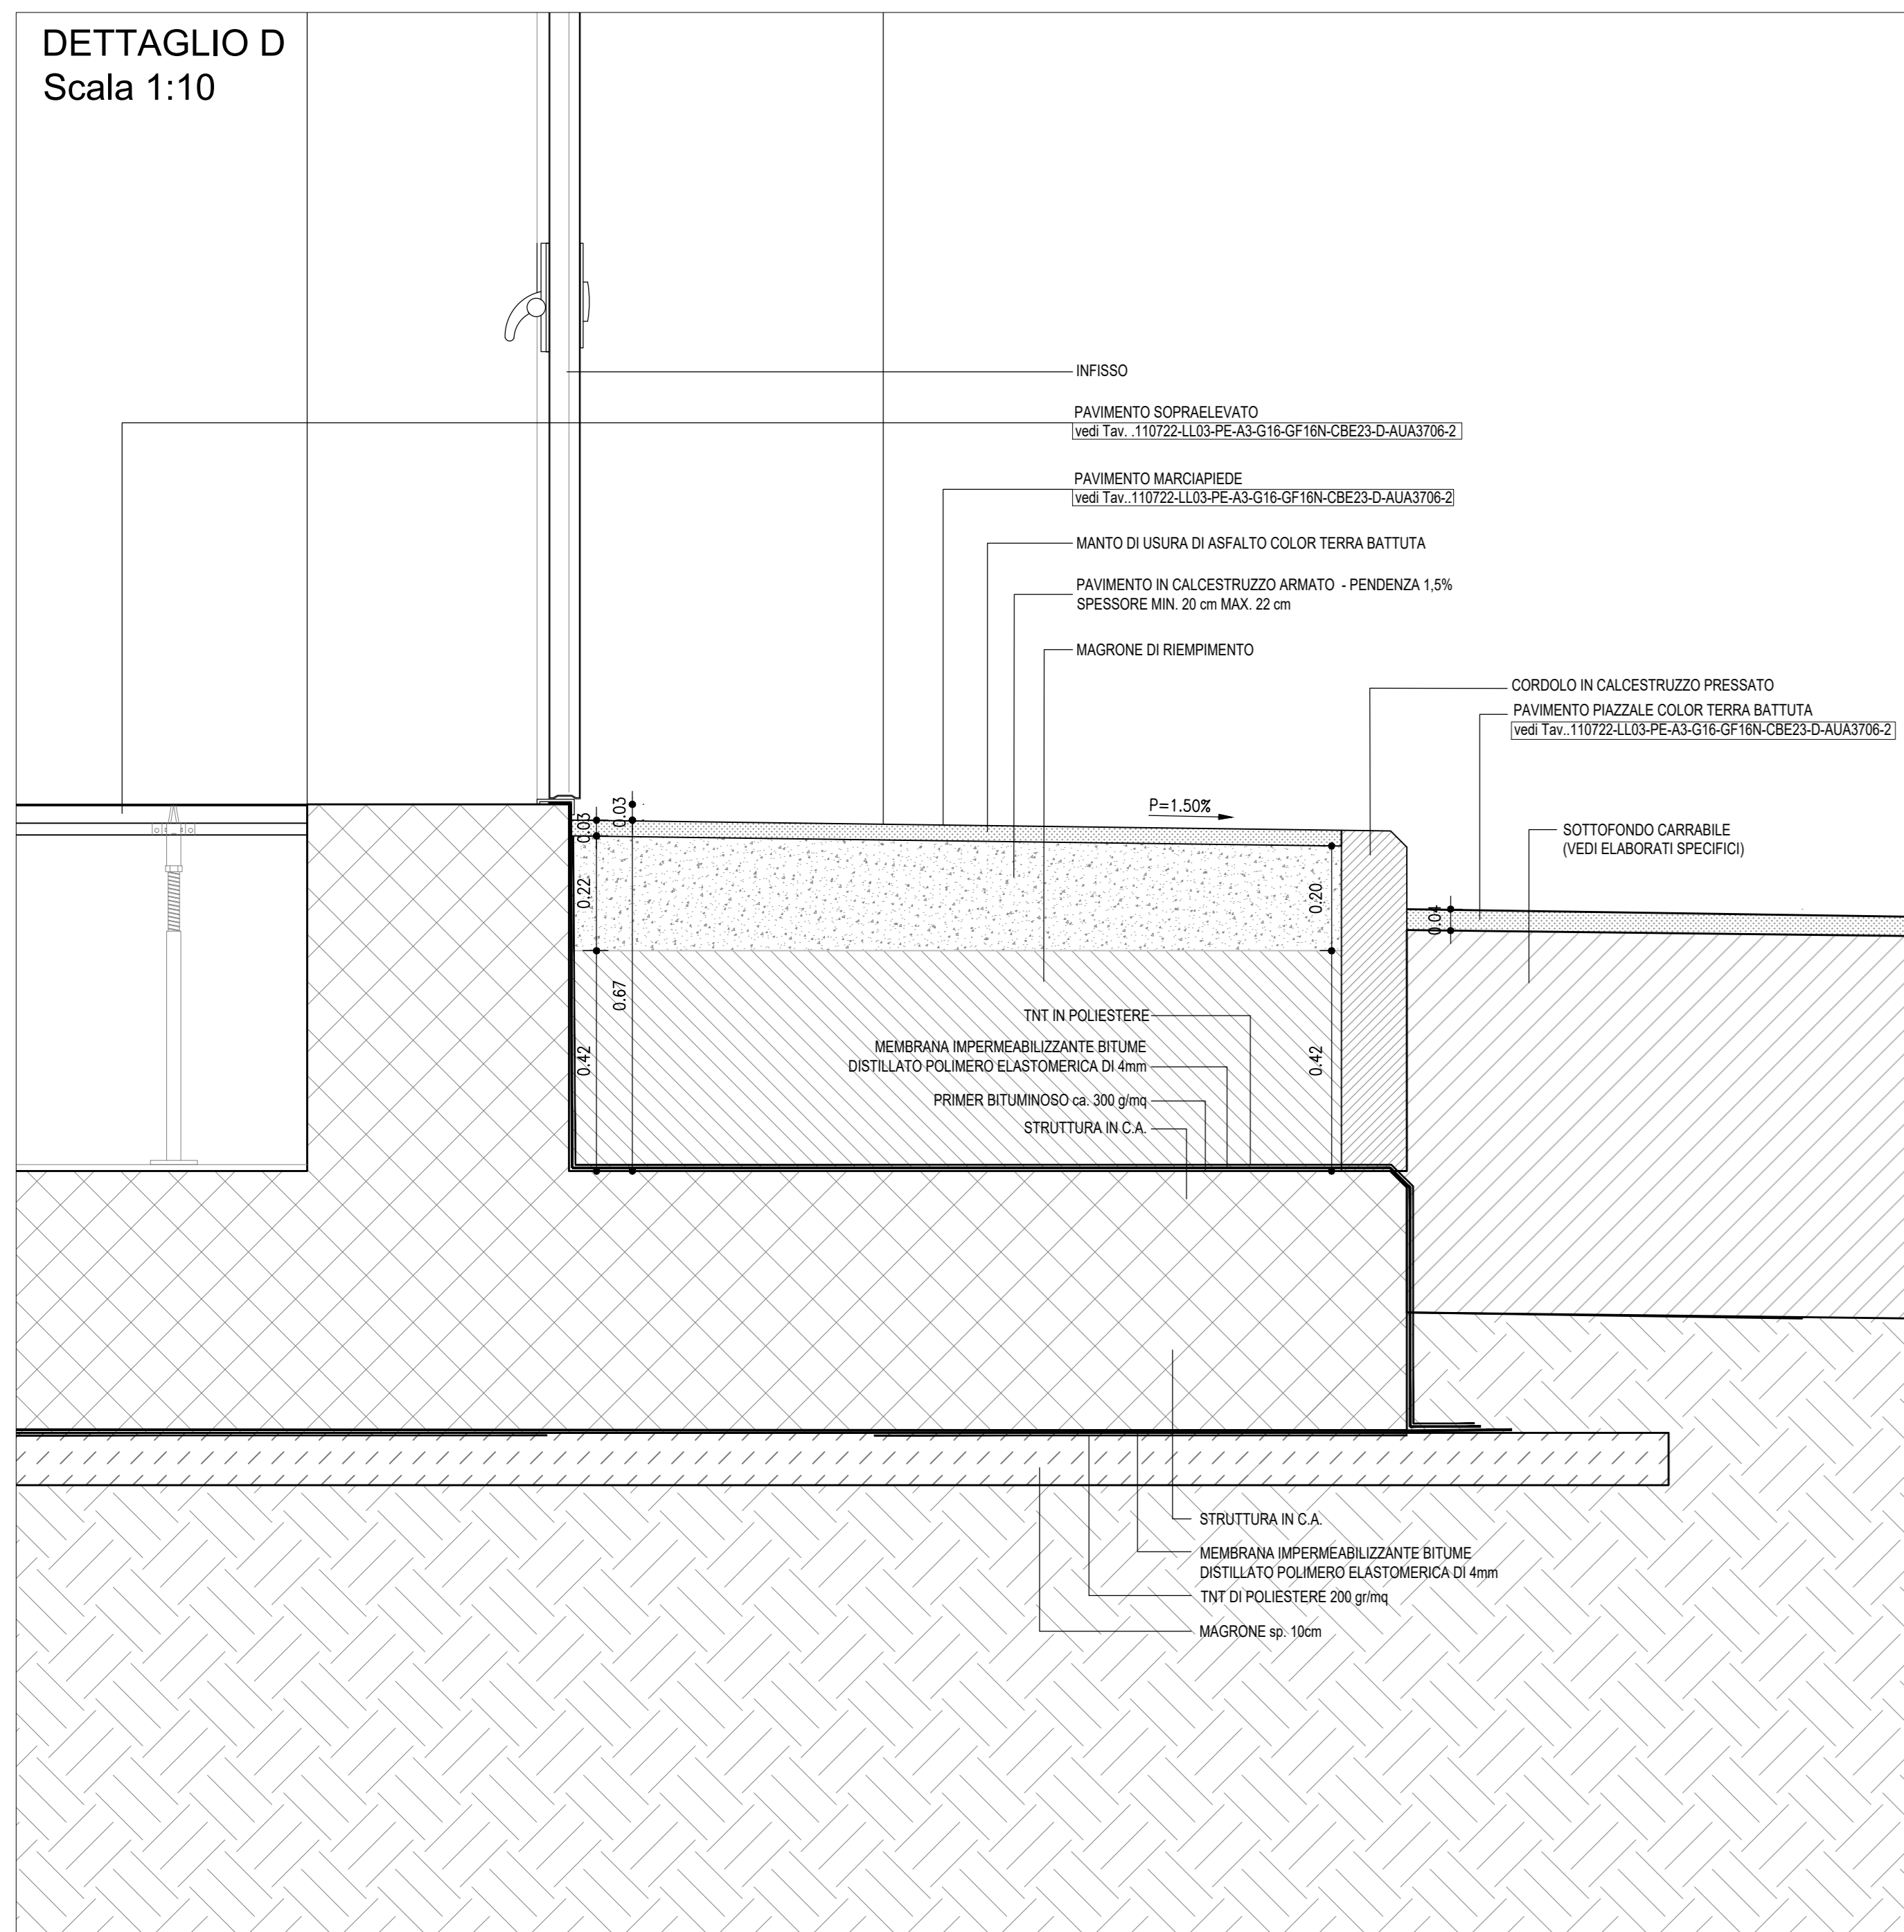 DETTAGLIO D
Scala 1:10
INFISSO
PAVIMENTO SOPRAELEVATO
vedi Tav. .110722-LL03-PE-A3-G16-GF16N-CBE23-D-AUA3706-2
PAVIMENTO MARCIAPIEDE
vedi Tav..110722-LL03-PE-A3-G16-GF16N-CBE23-D-AUA3706-2
MANTO DI USURA DI ASFALTO COLOR TERRA BATTUTA
PAVIMENTO IN CALCESTRUZZO ARMATO - PENDENZA 1,5%
SPESSORE MIN. 20 cm MAX. 22 cm
MAGRONE DI RIEMPIMENTO
CORDOLO IN CALCESTRUZZO PRESSATO
PAVIMENTO PIAZZALE COLOR TERRA BATTUTA
vedi Tav..110722-LL03-PE-A3-G16-GF16N-CBE23-D-AUA3706-2
P=1.50%
0.03
0.03
SOTTOFONDO CARRABILE
(VEDI ELABORATI SPECIFICI)
0.22
0.20
0.04
0.67
0.42
0.42
TNT IN POLIESTERE
MEMBRANA IMPERMEABILIZZANTE BITUME
DISTILLATO POLIMERO ELASTOMERICA DI 4mm
PRIMER BITUMINOSO ca. 300 g/mq
STRUTTURA IN C.A.
STRUTTURA IN C.A.
MEMBRANA IMPERMEABILIZZANTE BITUME
DISTILLATO POLIMERO ELASTOMERICA DI 4mm
TNT DI POLIESTERE 200 gr/mq
MAGRONE sp. 10cm